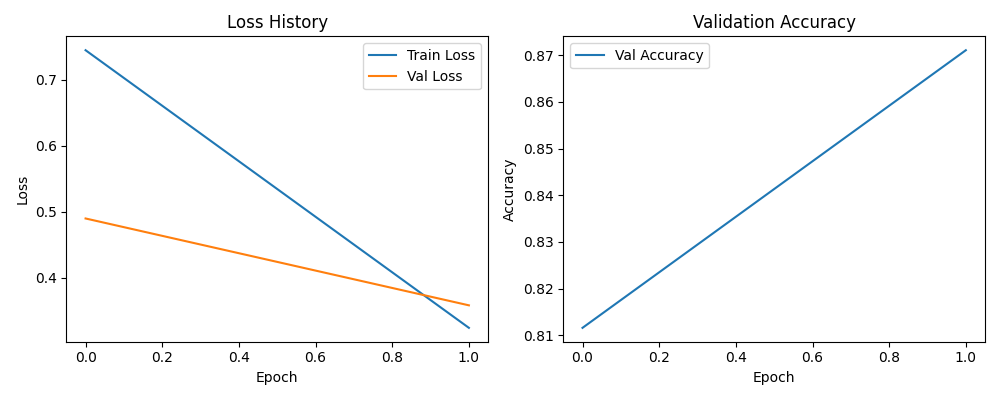 Loss History
Train Loss
Val Loss
0.7
0.6
0.5
0.4
Loss
0.0 0.2 0.4 0.6 0.8 1.0
Epoch
Validation Accuracy
Val Accuracy
0.87
0.86
0.85
0.84
0.83
0.82
0.81
Accuracy
0.0 0.2 0.4 0.6 0.8 1.0
Epoch